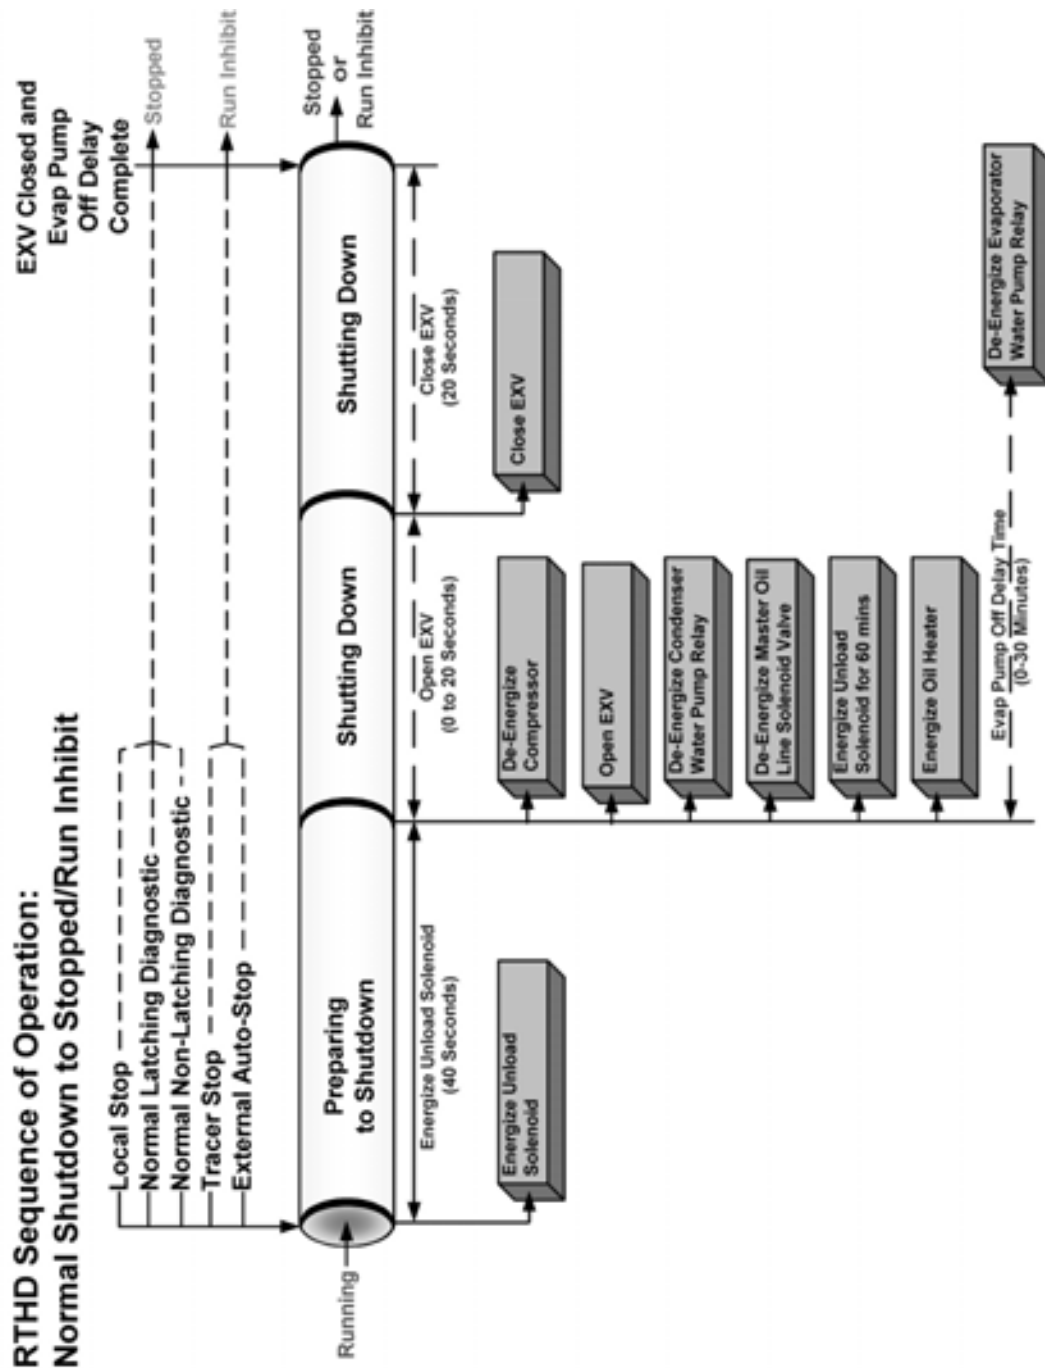 RTHD Sequence of Operation:
Normal Shutdown to Stopped/Run Inhibit
EXV Closed and
Evap Pump
Off Delay
Complete
Local Stop
Normal Latching Diagnostic
Normal Non-Latching Diagnostic
Tracer Stop
External Auto-Stop
Stopped
Run Inhibit
Running
Preparing
to Shutdown
Shutting Down
Shutting Down
Stopped
or
Run Inhibit
Energize Unload Solenoid
(40 Seconds)
Open EXV
(0 to 20 Seconds)
Close EXV
(20 Seconds)
Energize Unload
Solenoid
De-Energize
Compressor
Open EXV
De-Energize Condenser
Water Pump Relay
De-Energize Master Oil
Line Solenoid Valve
Energize Unload
Solenoid for 60 mins
Energize Oil Heater
Close EXV
Evap Pump Off Delay Time
(0-30 Minutes)
De-Energize Evaporator
Water Pump Relay